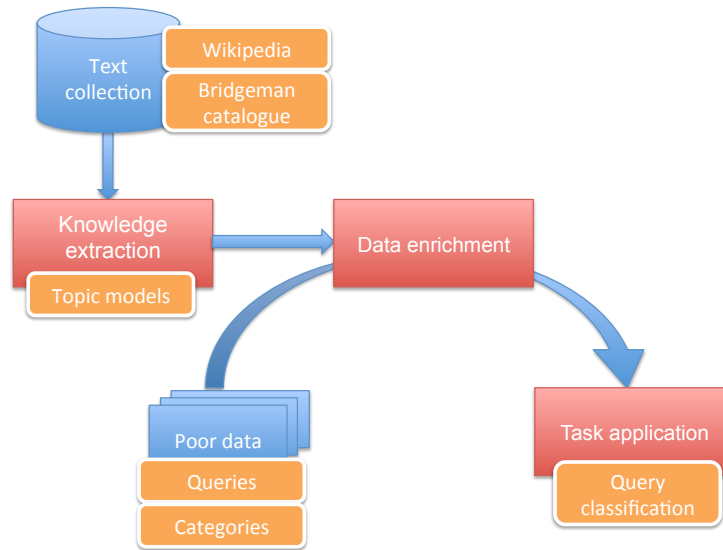 Text
collection
Wikipedia
Bridgeman
catalogue
Knowledge
extraction
Topic models
Data enrichment
Poor data
Queries
Categories
Task application
Query
classification